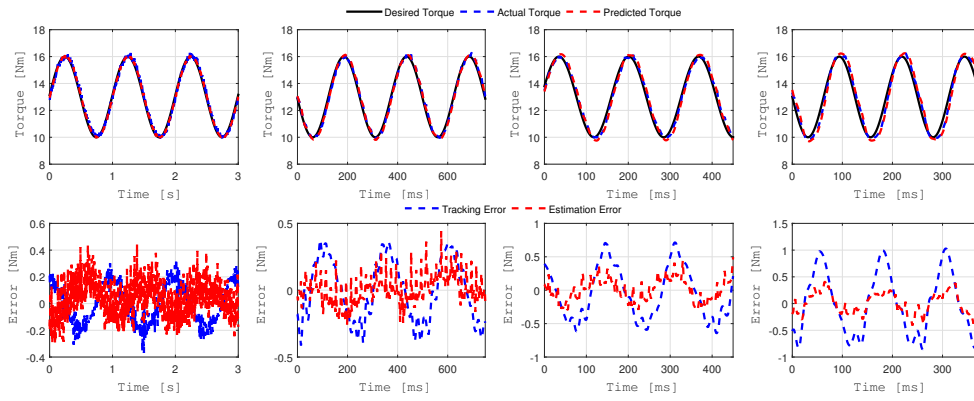 Desired Torque Actual Torque Predicted Torque
18 18 18 18
16 16 16 16
14 14 14 14
12 12 12 12
10 10 10 10
8 8 8 8
Torque [Nm] Torque [Nm] Torque [Nm] Torque [Nm]
0 1 2 3 0 200 400 600 0 100 200 300 400 0 100 200 300
Time [s] Time [ms] Time [ms] Time [ms]
Tracking Error Estimation Error
0.6 0.5 1 1.5
0.4 0.5 1
0.2 0 0 0.5
0 -0.5 0
-0.2 -0.5 -0.5
-0.4 -1 -1
Error [Nm] Error [Nm] Error [Nm] Error [Nm]
0 1 2 3 0 200 400 600 0 100 200 300 400 0 100 200 300
Time [s] Time [ms] Time [ms] Time [ms]